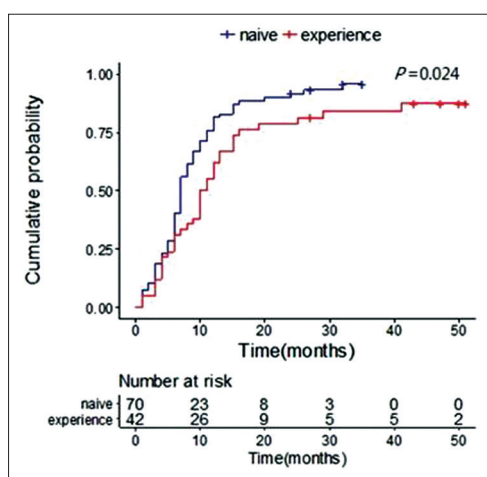 naive experience
P=0.024
Cumulative probability
1.00
0.75
0.50
0.25
0.00
0 10 20 30 40 50
Time(months)
Number at risk
naive 70 23 8 3 0 0
experience 42 26 9 5 5 2
0 10 20 30 40 50
Time(months)